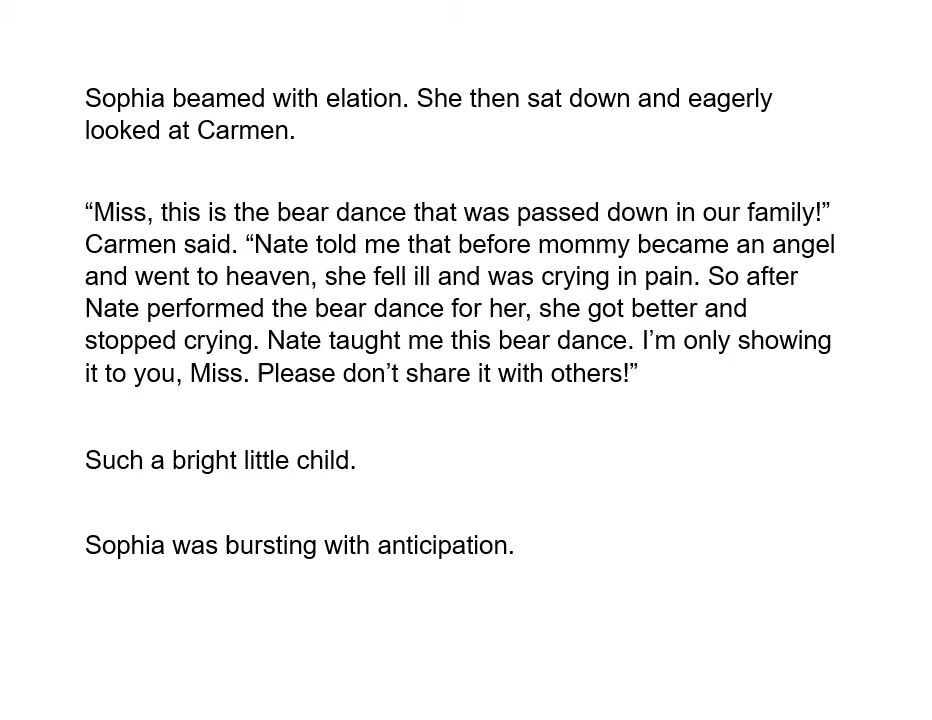 Sophia beamed with elation. She then sat down and eagerly
looked at Carmen.
“Miss, this is the bear dance that was passed down in our family!”
Carmen said. “Nate told me that before mommy became an angel
and went to heaven, she fell ill and was crying in pain. So after
Nate performed the bear dance for her, she got better and
stopped crying. Nate taught me this bear dance. I’m only showing
it to you, Miss. Please don’t share it with others!”
Such a bright little child.
Sophia was bursting with anticipation.